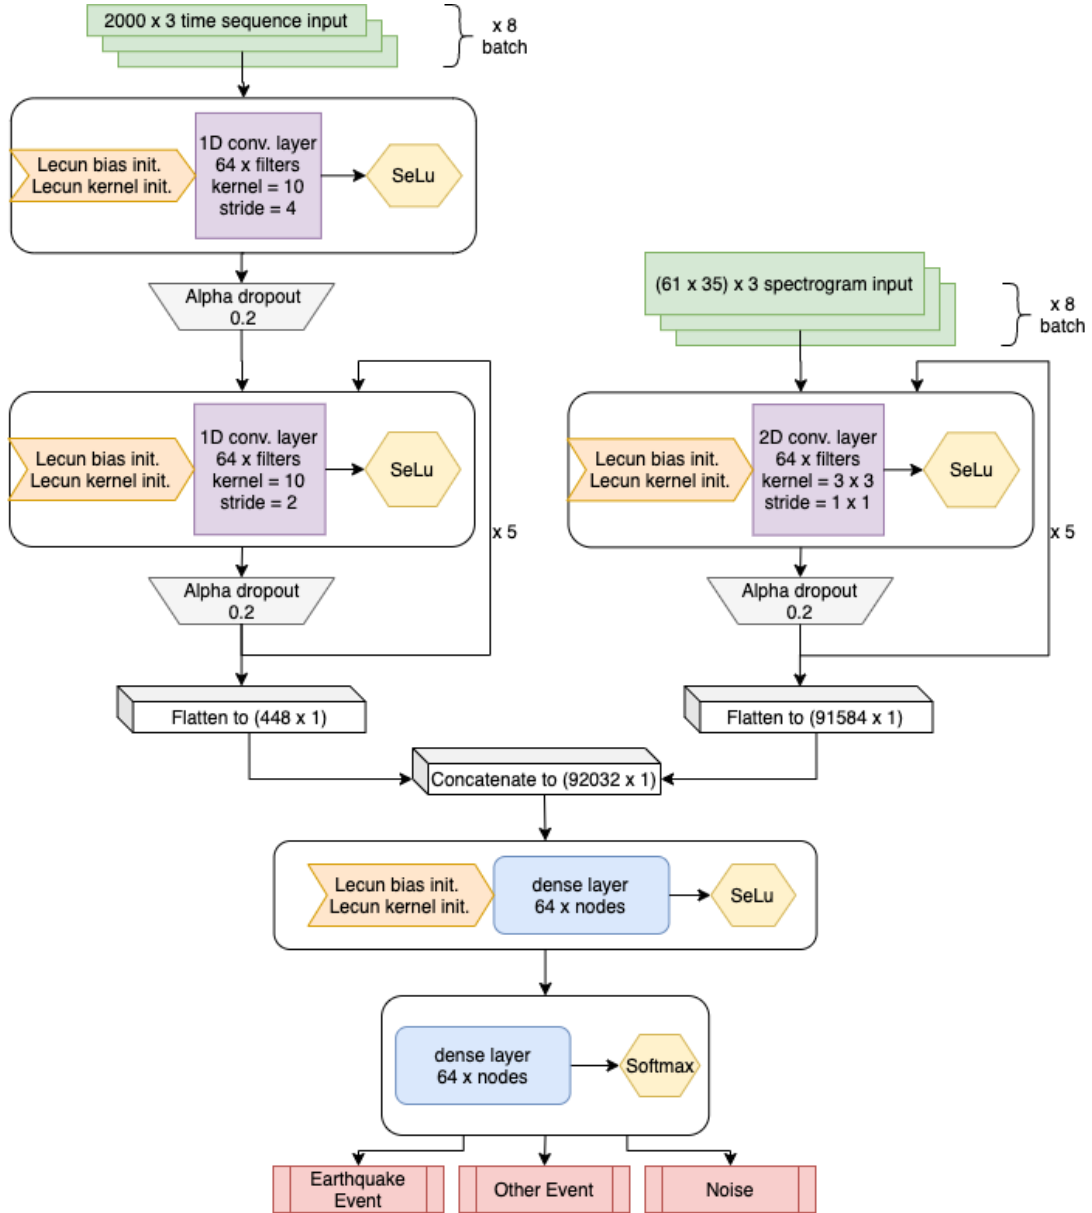 2000 x 3 time sequence input
x 8
batch
Lecun bias init.
Lecun kernel init.
1D conv. layer
64 x filters
kernel = 10
stride = 4
SeLu
Alpha dropout
0.2
(61 x 35) x 3 spectrogram input
x 8
batch
Lecun bias init.
Lecun kernel init.
1D conv. layer
64 x filters
kernel = 10
stride = 2
SeLu
x 5
Alpha dropout
0.2
Lecun bias init.
Lecun kernel init.
2D conv. layer
64 x filters
kernel = 3 x 3
stride = 1 x 1
SeLu
x 5
Alpha dropout
0.2
Flatten to (448 x 1)
Flatten to (91584 x 1)
Concatenate to (92032 x 1)
Lecun bias init.
Lecun kernel init.
dense layer
64 x nodes
SeLu
dense layer
64 x nodes
Softmax
Earthquake
Event
Other Event
Noise